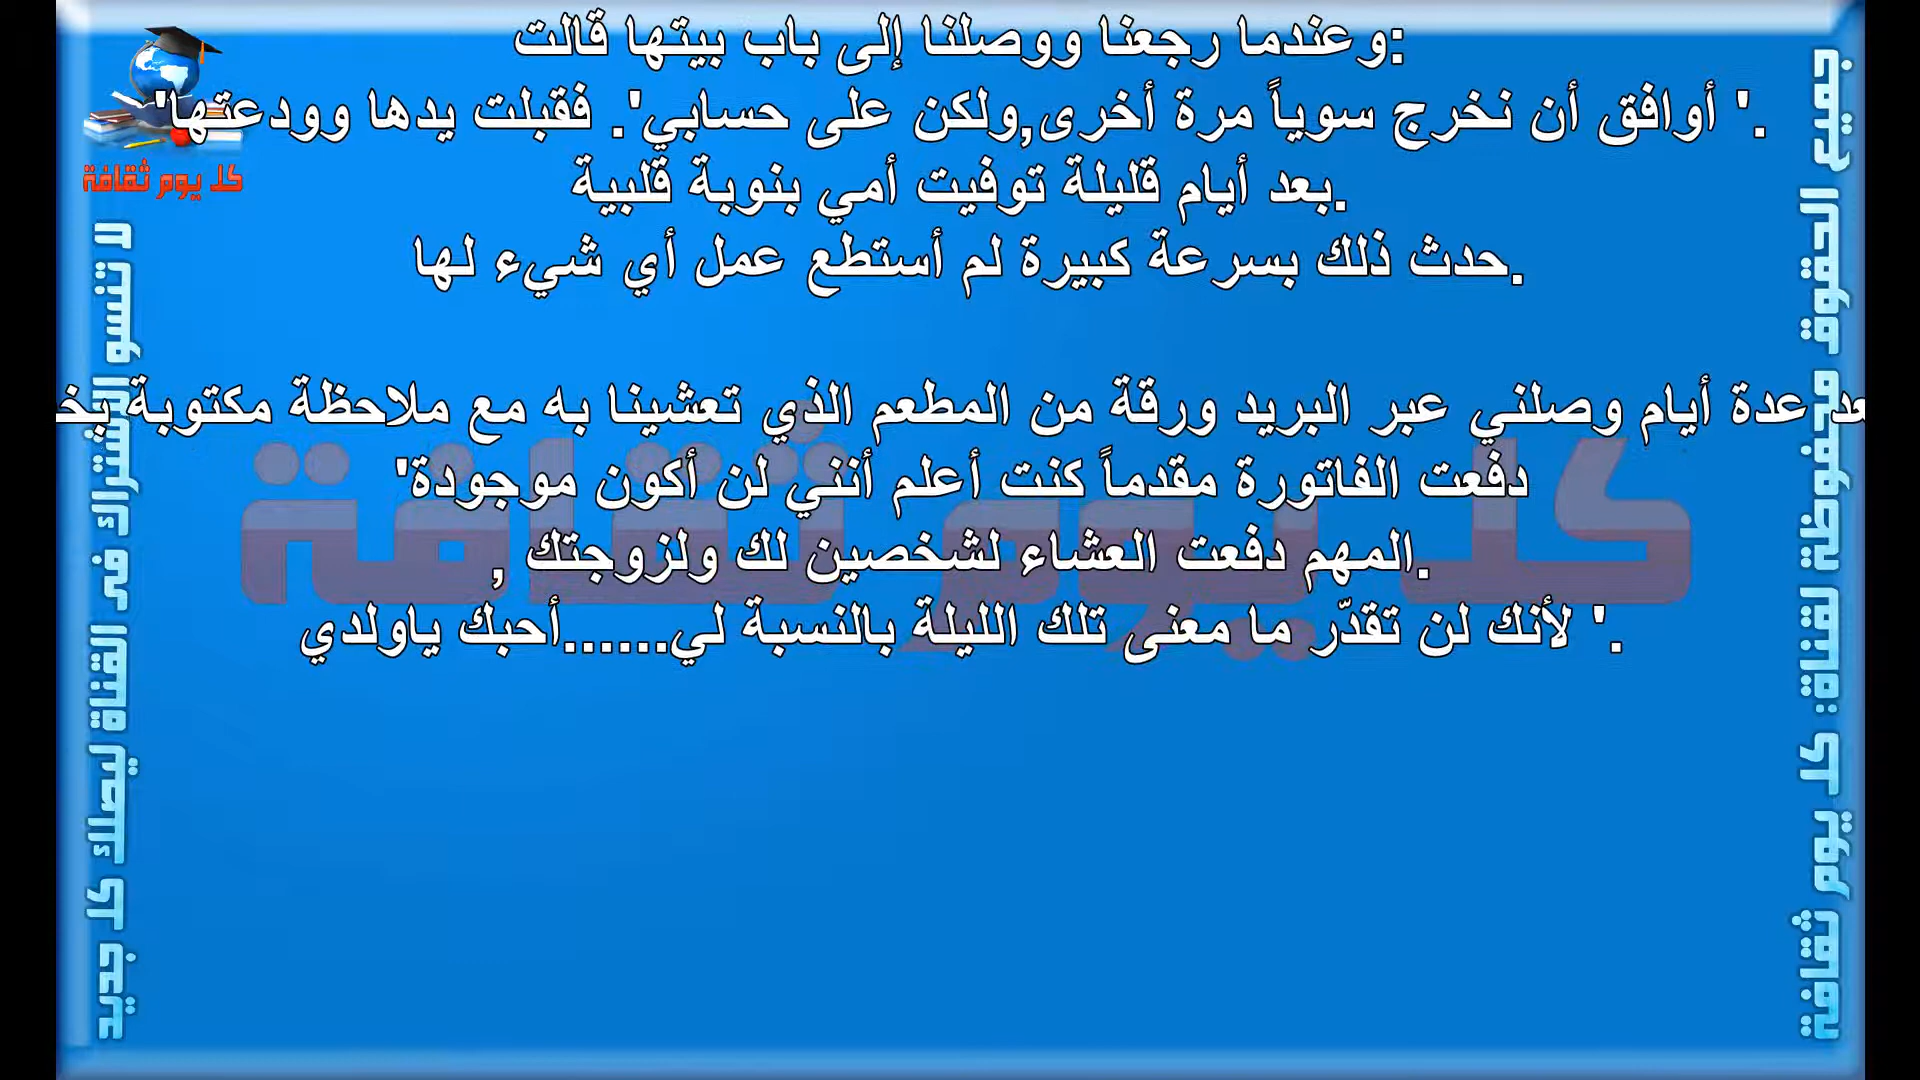 وعندما رجعنا ووصلنا إلى باب بيتها قالت:
'أوافق أن نخرج سوياً مرة أخرى,ولكن على حسابي'. فقبلت يدها وودعتها '.
بعد أيام قليلة توفيت أمي بنوبة قلبية.
حدث ذلك بسرعة كبيرة لم أستطع عمل أي شيء لها.
عدة أيام وصلني عبر البريد ورقة من المطعم الذي تعشينا به مع ملاحظة مكتوبة
دفعت الفاتورة مقدماً كنت أعلم أنني لن أكون موجودة'
المهم دفعت العشاء لشخصين لك ولزوجتك ,.
لأنك لن تقدّر ما معنى تلك الليلة بالنسبة لي......أحبك ياولدي '.
كل يوم ثقافة
كل يوم ثقافة
جميع الحقوق محفوظة لقناة: كل يوم ثقافة
لا تنسو الاشتراك فى القناة ليصلك كل جديد